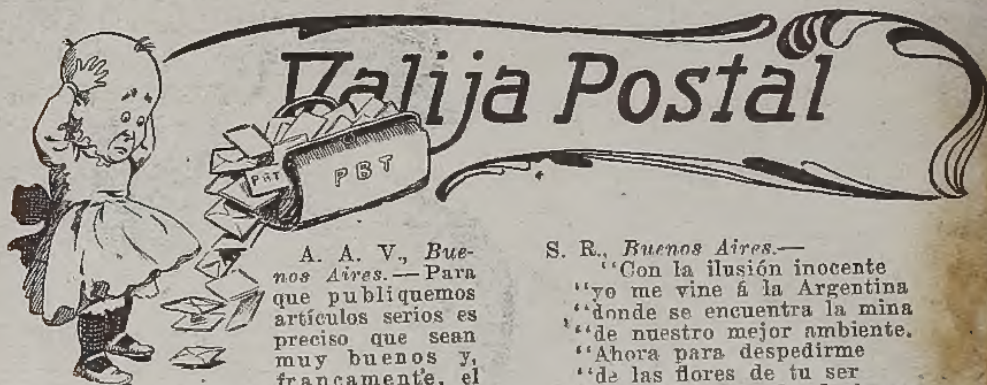 Valija Postal
PBT
PBT
A. A. V., Bue-
nos Aires.—Para
que publiquemos
artículos serios es
preciso que sean
muy buenos y,
francamente, el
S. R., Buenos Aires.—
“Con la ilusión inocente
“yo me vine á la Argentina
“donde se encuentra la mina
“de nuestro mejor ambiente.
“Ahora para despedirme
“de las flores de tu ser